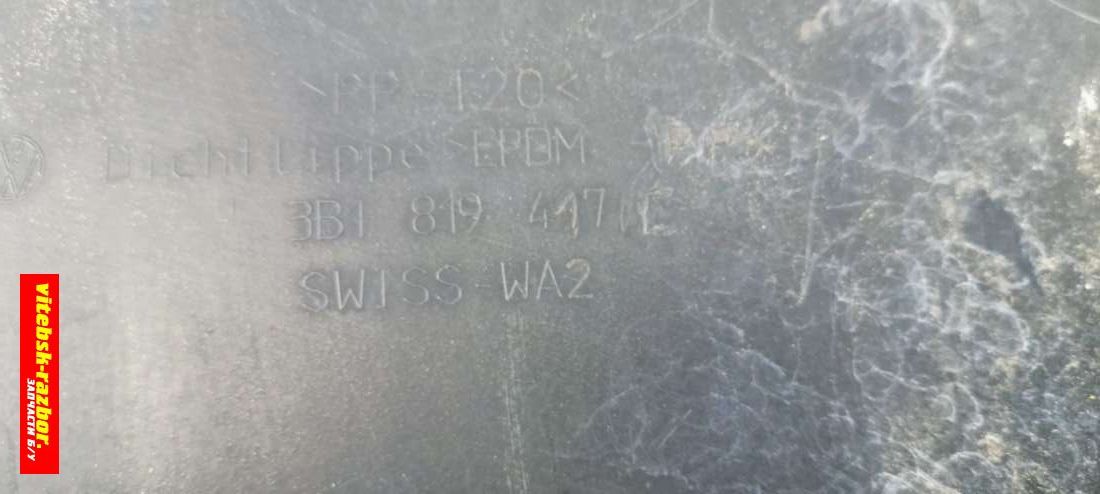 >PP-T20<
Dichtlippe >EPDM
3B1 819 417 C
SWISS WA2
vitebsk-razbor.
ЗАПЧАСТИ Б/У